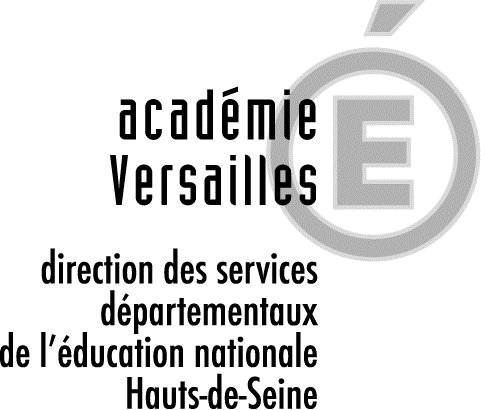 É
académie
Versailles
direction des services
départementaux
de l’éducation nationale
Hauts-de-Seine